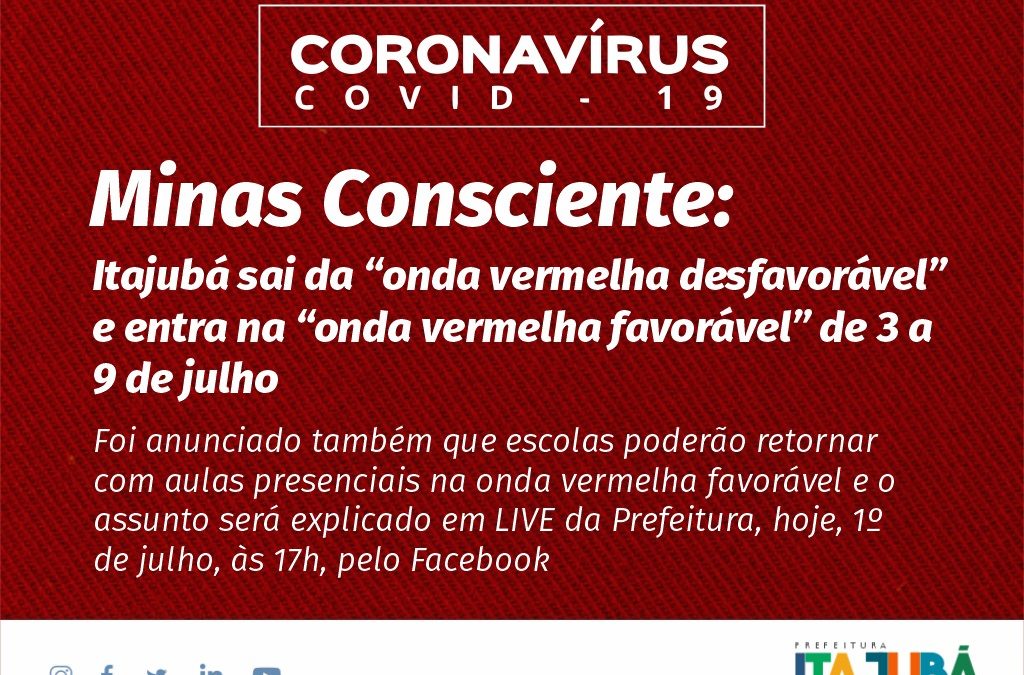 CORONAVÍRUS
COVID - 19
Minas Consciente:
Itajubá sai da “onda vermelha desfavorável”
e entra na “onda vermelha favorável” de 3 a
9 de julho
Foi anunciado também que escolas poderão retornar
com aulas presenciais na onda vermelha favorável e o
assunto será explicado em LIVE da Prefeitura, hoje, 1º
de julho, às 17h, pelo Facebook
PREFEITURA
ITAJUBÁ